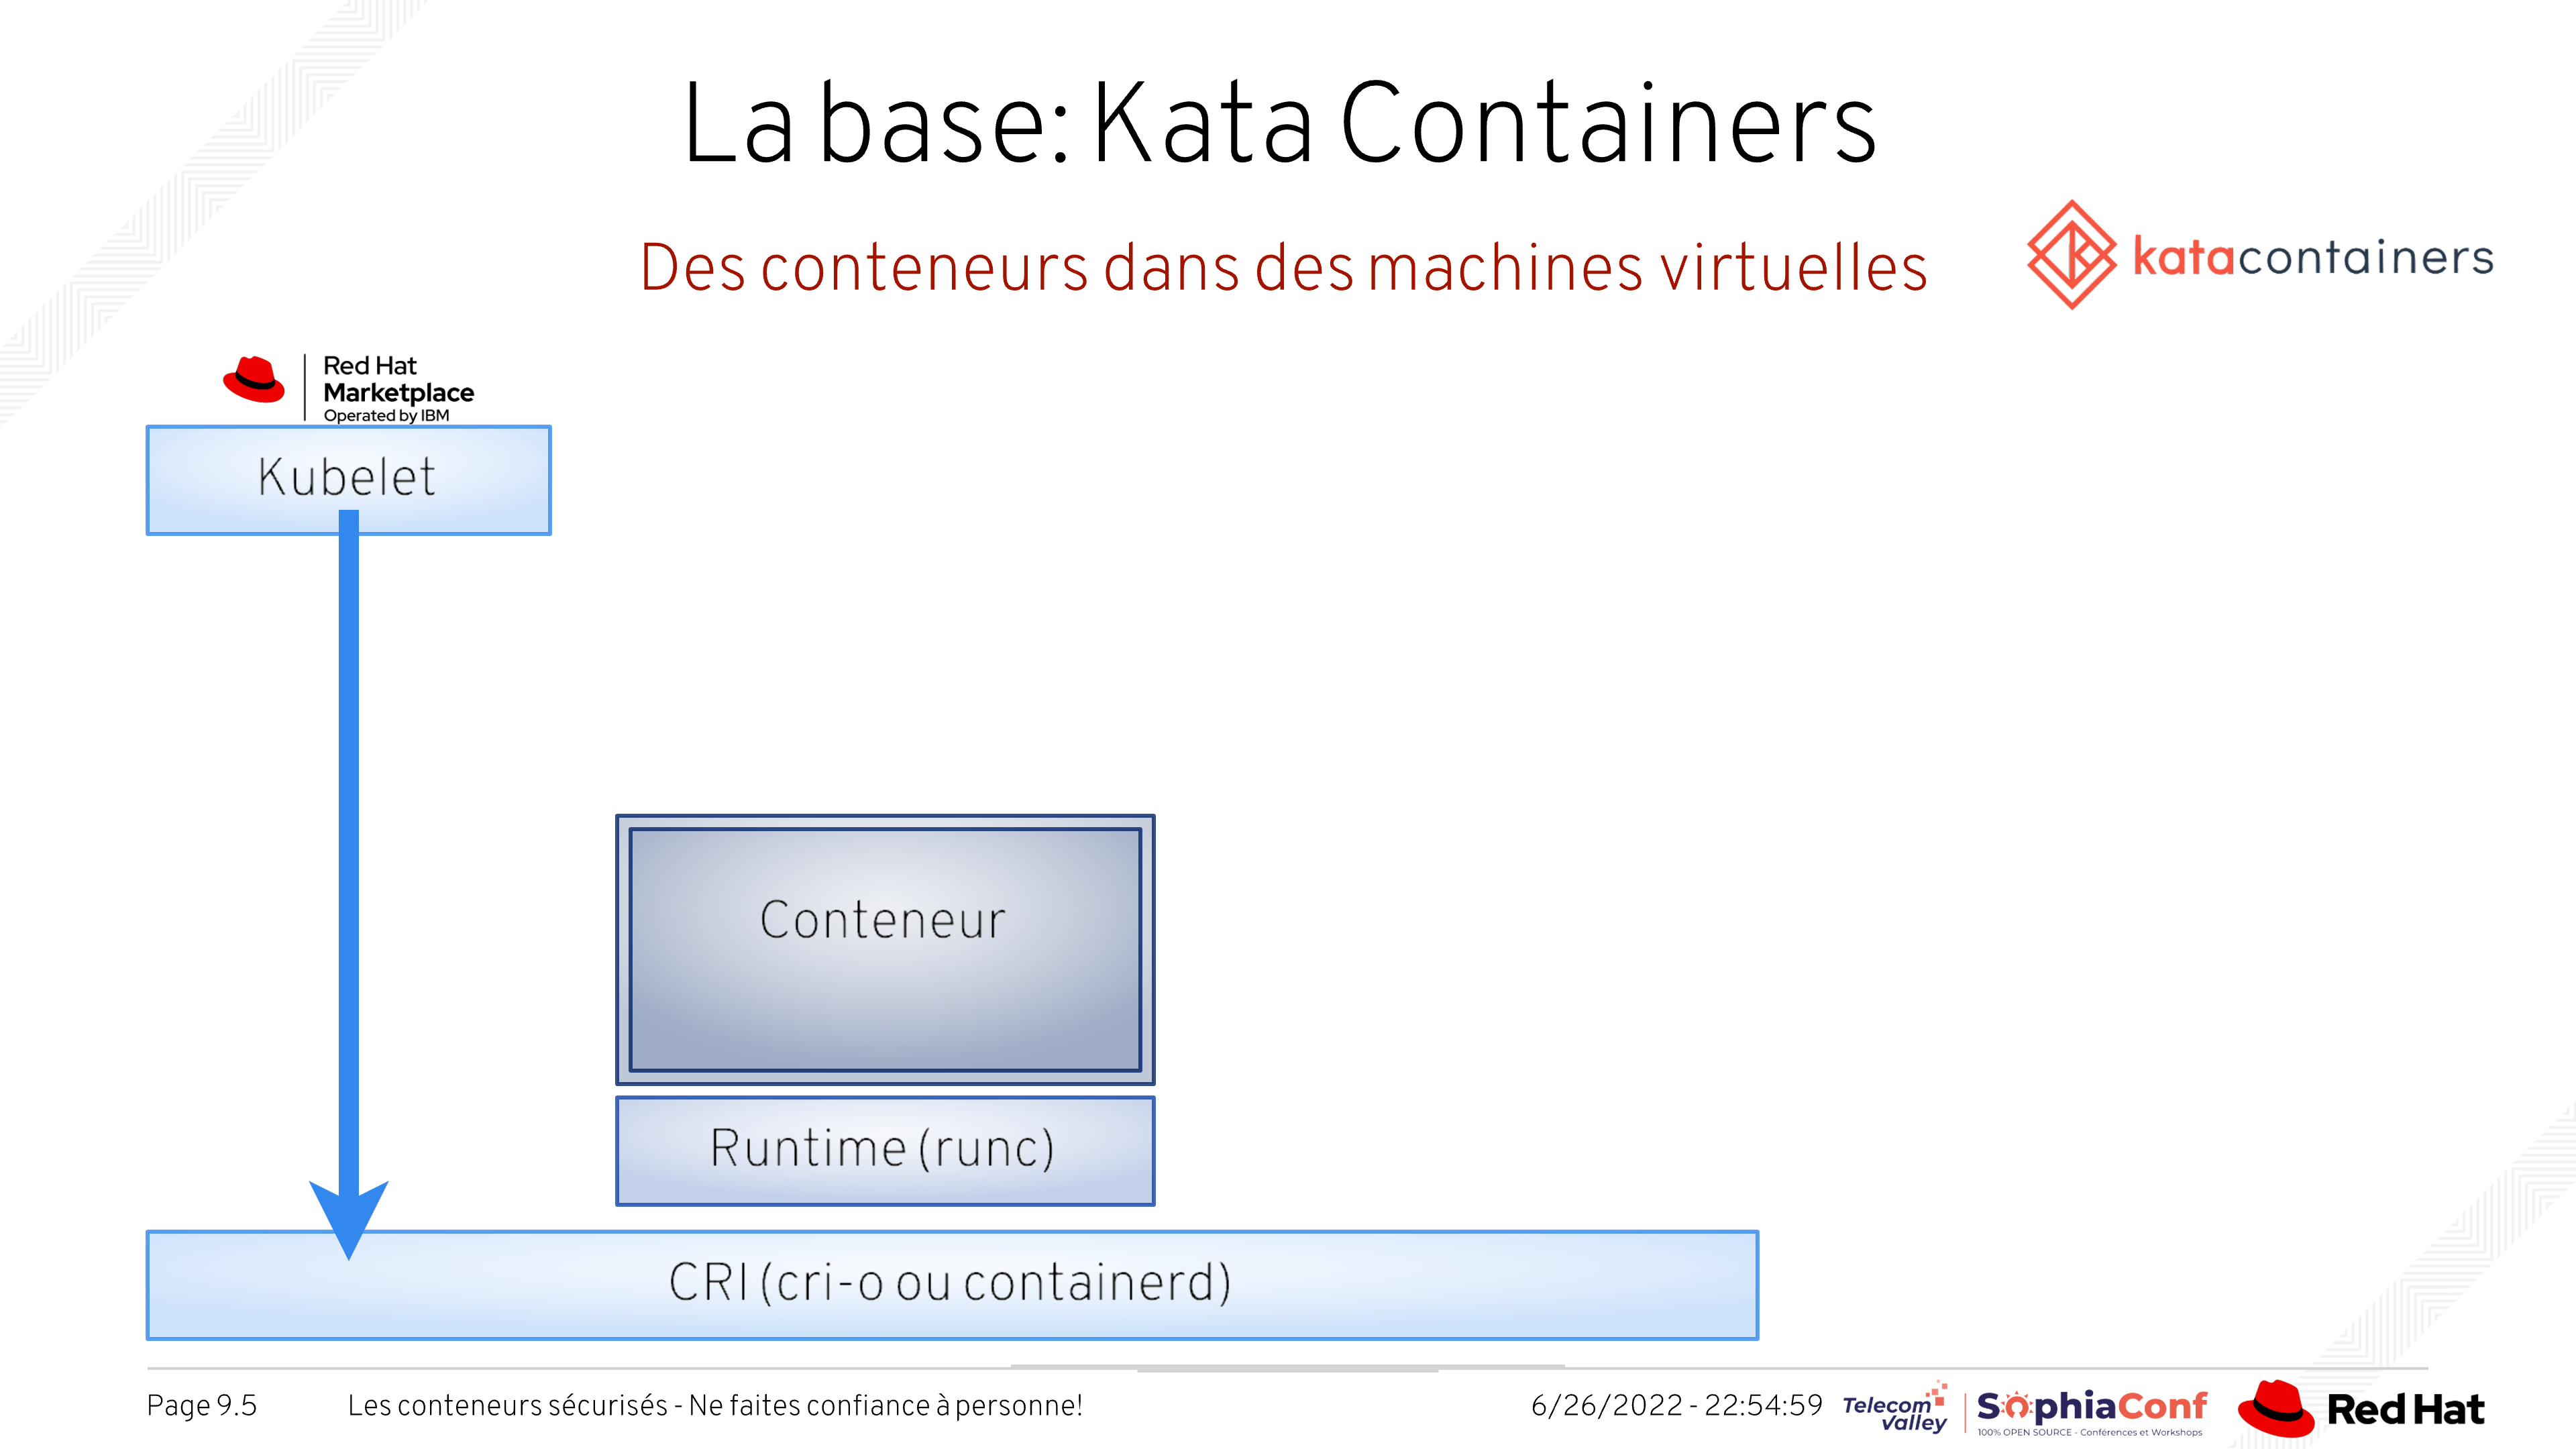 La base: Kata Containers
Des conteneurs dans des machines virtuelles
katacontainers
Red Hat
Marketplace
Operated by IBM
Kubelet
Conteneur
Runtime (runc)
CRI (cri-o ou containerd)
Page 9.5 Les conteneurs sécurisés - Ne faites confiance à personne! 6/26/2022 - 22:54:59
Telecom
Valley
SophiaConf
100% OPEN SOURCE - Conférences et Workshops
Red Hat